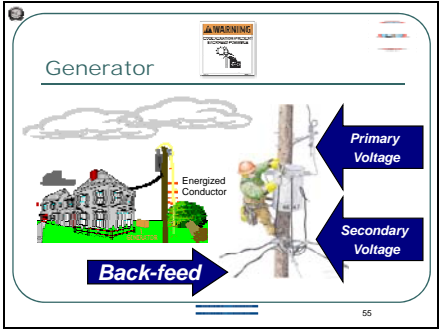 WARNING
Generator
Energized
Conductor
Primary
Voltage
Secondary
Voltage
Back-feed
55